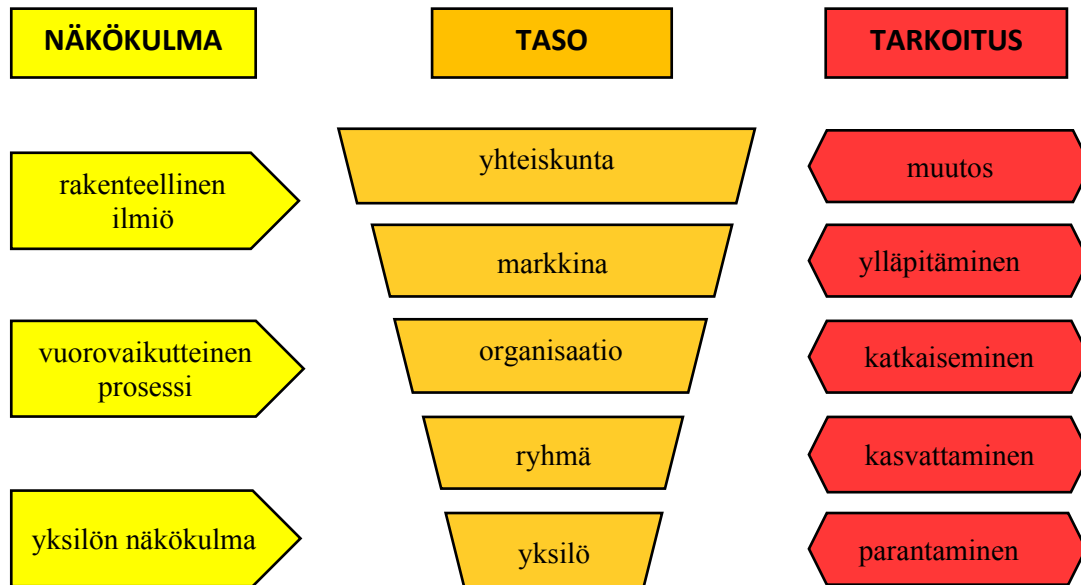 NÄKÖKULMA
TASO
TARKOITUS
rakenteellinen
ilmiö
vuorovaikutteinen
prosessi
yksilön näkökulma
yhteiskunta
markkina
organisaatio
ryhmä
yksilö
muutos
ylläpitäminen
katkaiseminen
kasvattaminen
parantaminen